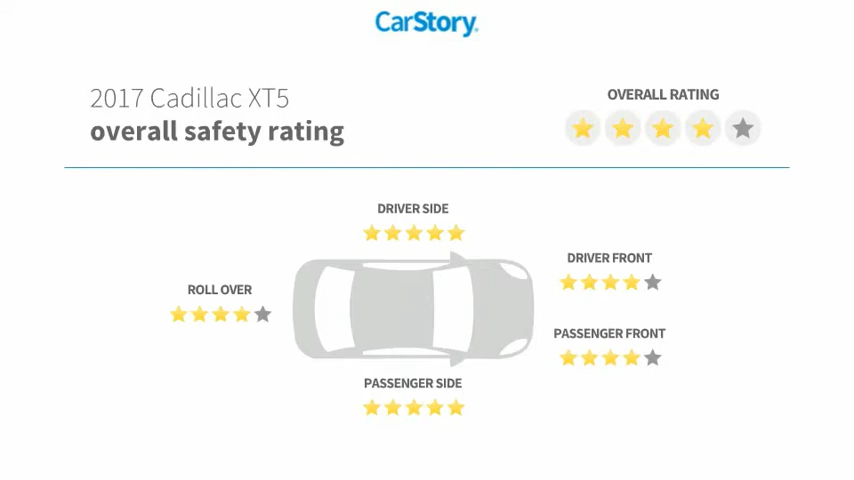 CarStory
2017 Cadillac XT5
overall safety rating
OVERALL RATING
DRIVER SIDE
DRIVER FRONT
ROLL OVER
PASSENGER FRONT
PASSENGER SIDE